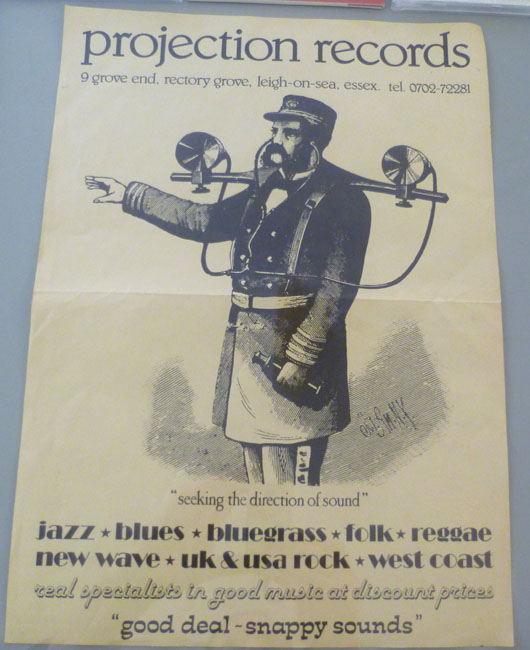 projection records
9 grove end, rectory grove, leigh-on-sea, essex. tel. 0702-72281
"seeking the direction of sound"
jazz ★ blues ★ bluegrass ★ folk ★ reggae
new wave ★ uk & usa rock ★ west coast
real specialists in good music at discount prices
"good deal - snappy sounds"